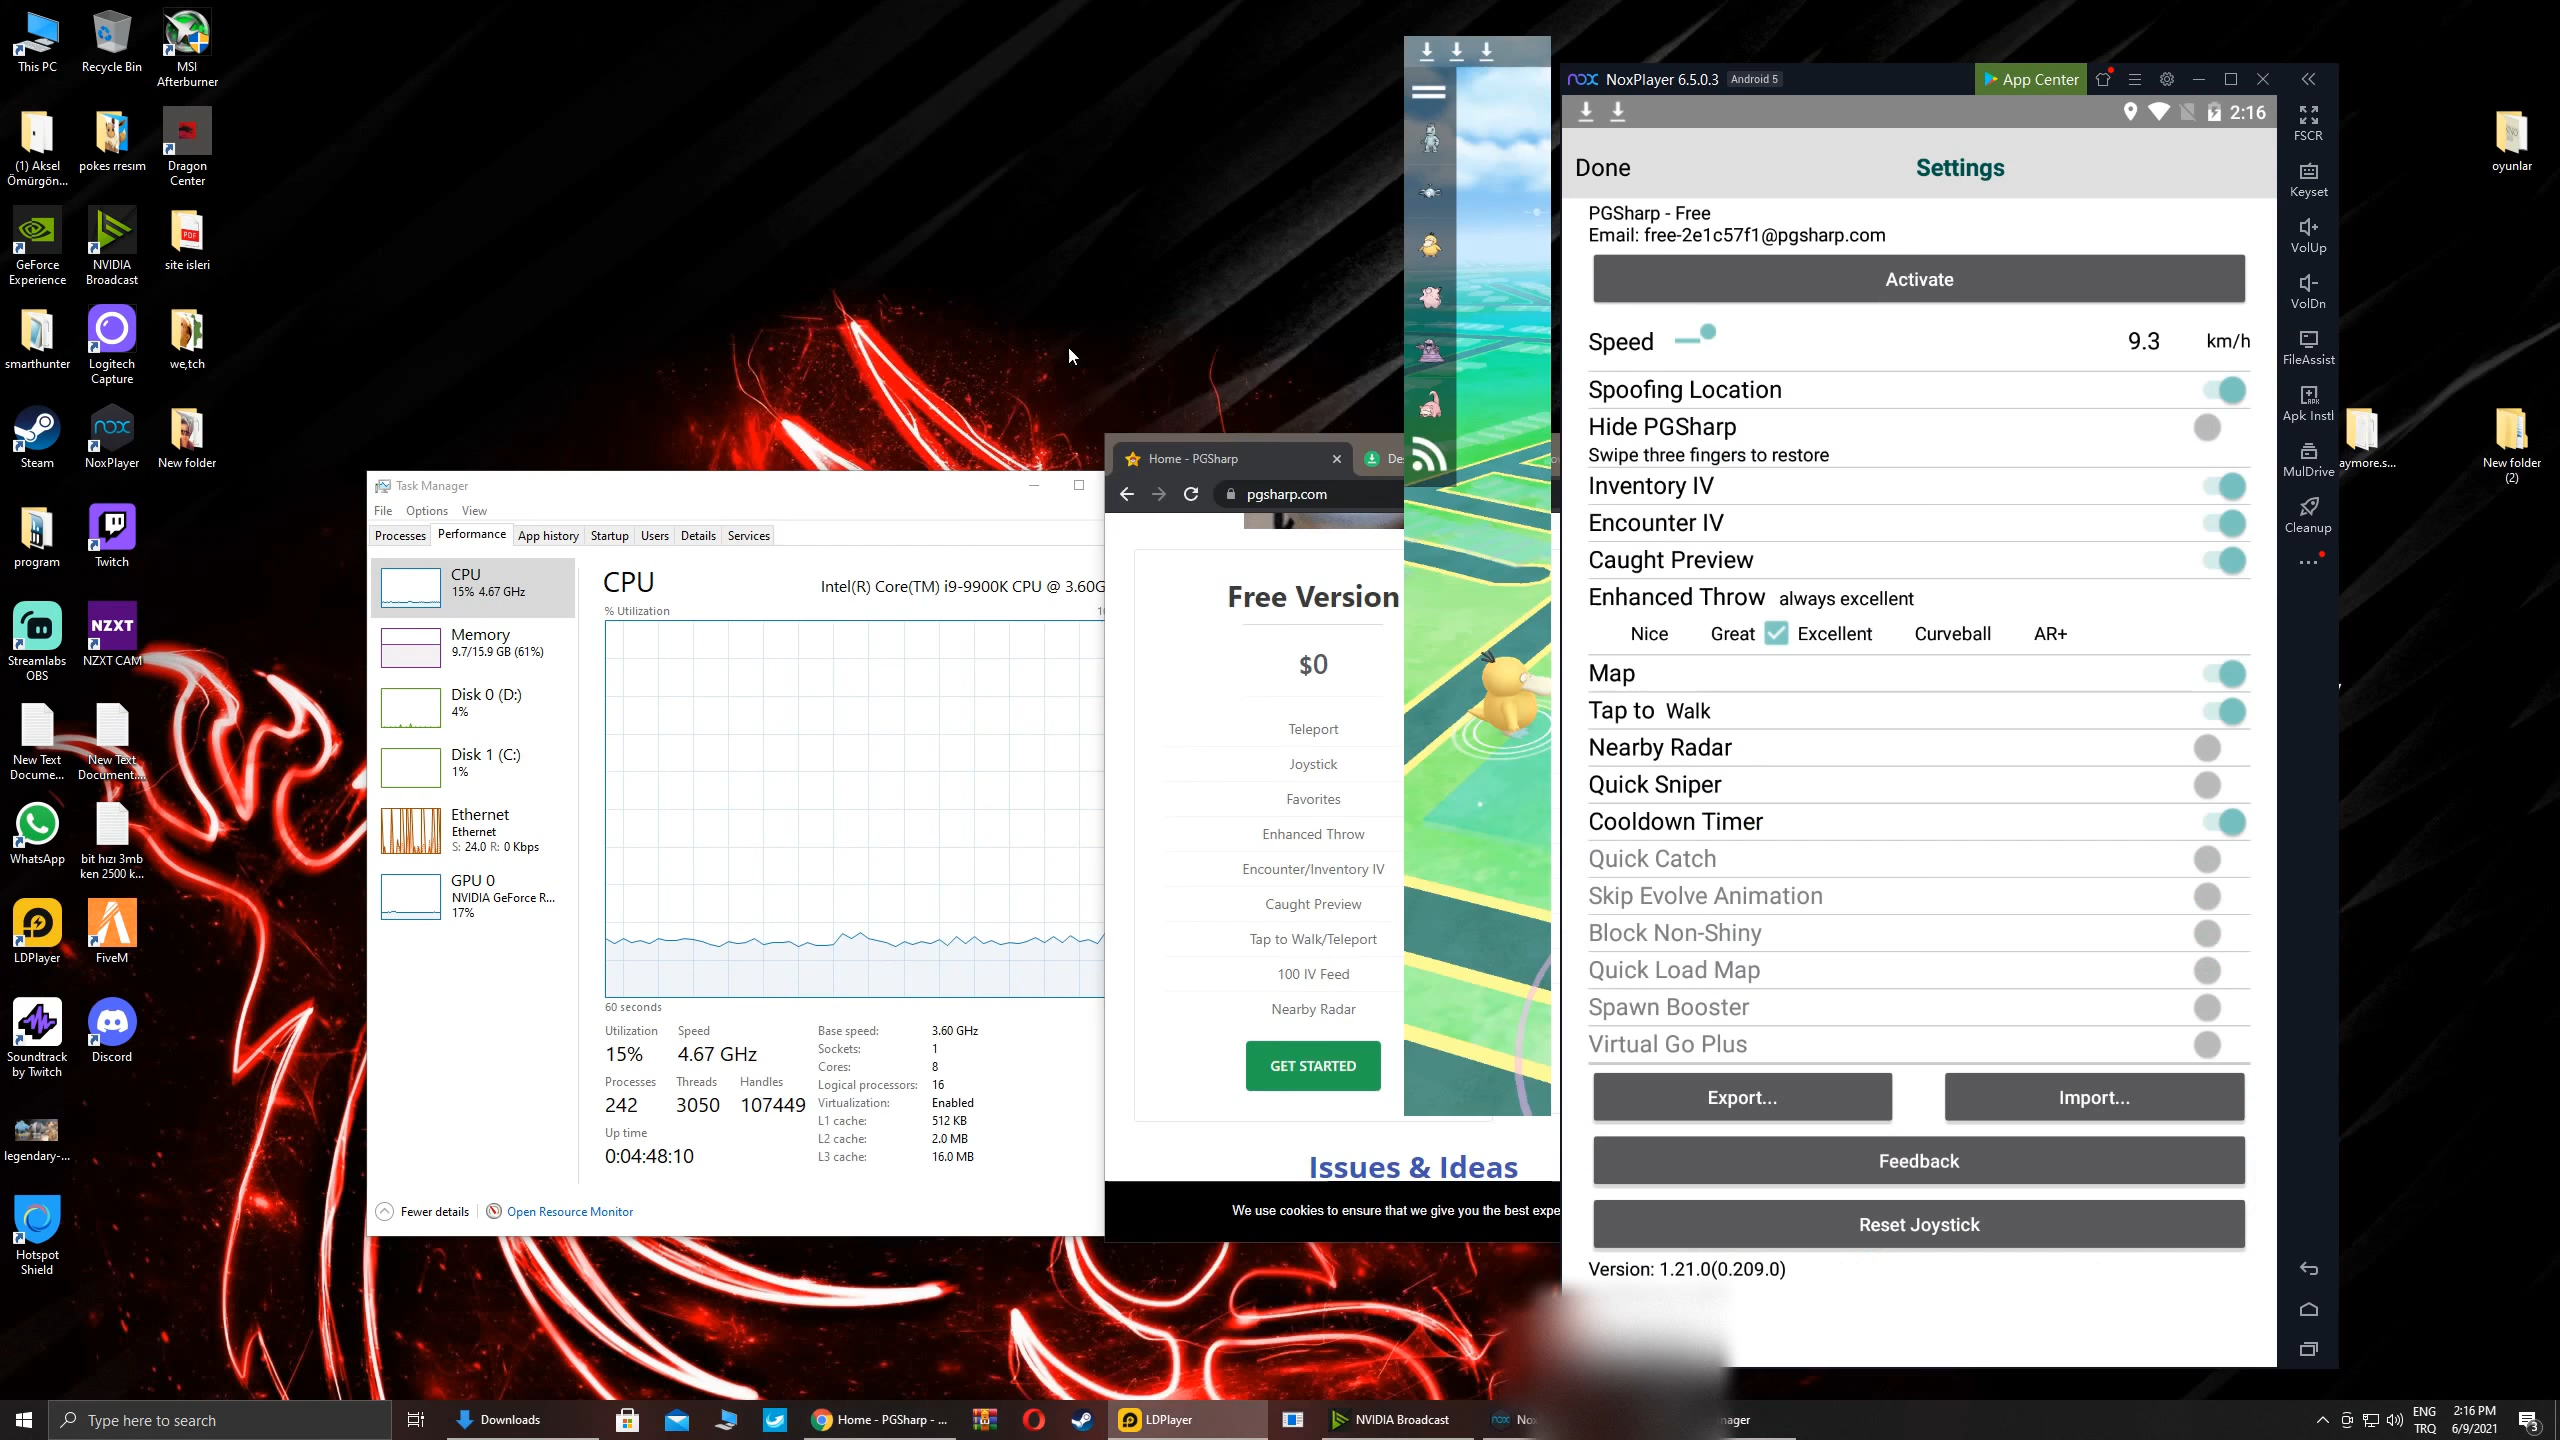 This PC
Recycle Bin
MSI
Afterburner
(1) Aksel
Ömürgön...
pokes rresım
Dragon
Center
GeForce
Experience
NVIDIA
Broadcast
PDF
site isleri
smarthunter
Logitech
Capture
we,tch
Steam
nox
NoxPlayer
New folder
program
Twitch
Streamlabs
OBS
NZXT
NZXT CAM
New Text
Docume...
New Text
Document....
WhatsApp
bit hızı 3mb
ken 2500 k...
LDPlayer
FiveM
Soundtrack
by Twitch
Discord
legendary-...
Hotspot
Shield
oyunlar
aymore.s...
New folder
(2)
Task Manager
File Options View
Processes Performance App history Startup Users Details Services
CPU
15% 4.67 GHz
Memory
9.7/15.9 GB (61%)
Disk 0 (D:)
4%
Disk 1 (C:)
1%
Ethernet
Ethernet
S: 24.0 R: 0 Kbps
GPU 0
NVIDIA GeForce R...
17%
CPU
Intel(R) Core(TM) i9-9900K CPU @ 3.60G
% Utilization
60 seconds
Utilization Speed
15% 4.67 GHz
Processes Threads Handles
242 3050 107449
Up time
0:04:48:10
Base speed: 3.60 GHz
Sockets: 1
Cores: 8
Logical processors: 16
Virtualization: Enabled
L1 cache: 512 KB
L2 cache: 2.0 MB
L3 cache: 16.0 MB
Fewer details Open Resource Monitor
Home - PGSharp
De
pgsharp.com
Free Version
$0
Teleport
Joystick
Favorites
Enhanced Throw
Encounter/Inventory IV
Caught Preview
Tap to Walk/Teleport
100 IV Feed
Nearby Radar
GET STARTED
Issues & Ideas
We use cookies to ensure that we give you the best expe
nox NoxPlayer 6.5.0.3 Android 5
App Center
2:16
Done Settings
PGSharp - Free
Email: free-2e1c57f1@pgsharp.com
Activate
Speed 9.3 km/h
Spoofing Location
Hide PGSharp
Swipe three fingers to restore
Inventory IV
Encounter IV
Caught Preview
Enhanced Throw always excellent
Nice Great Excellent Curveball AR+
Map
Tap to Walk
Nearby Radar
Quick Sniper
Cooldown Timer
Quick Catch
Skip Evolve Animation
Block Non-Shiny
Quick Load Map
Spawn Booster
Virtual Go Plus
Export... Import...
Feedback
Reset Joystick
Version: 1.21.0(0.209.0)
FSCR
Keyset
VolUp
VolDn
FileAssist
APK
Apk Instl
MulDrive
Cleanup
Type here to search
Downloads
Home - PGSharp - ...
LDPlayer
NVIDIA Broadcast
nox
No
nager
ENG
TRQ
2:16 PM
6/9/2021
3